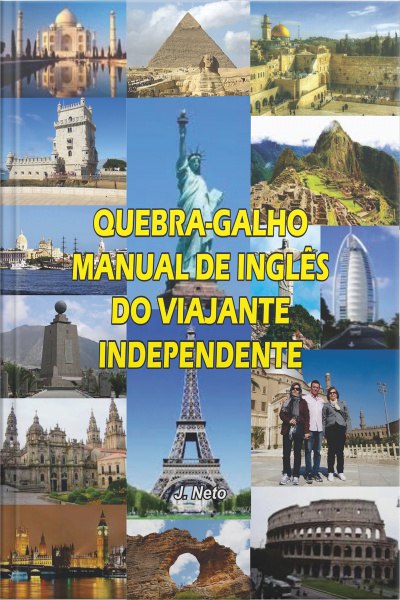 QUEBRA-GALHO
MANUAL DE INGLÊS
DO VIAJANTE
INDEPENDENTE
J. Neto